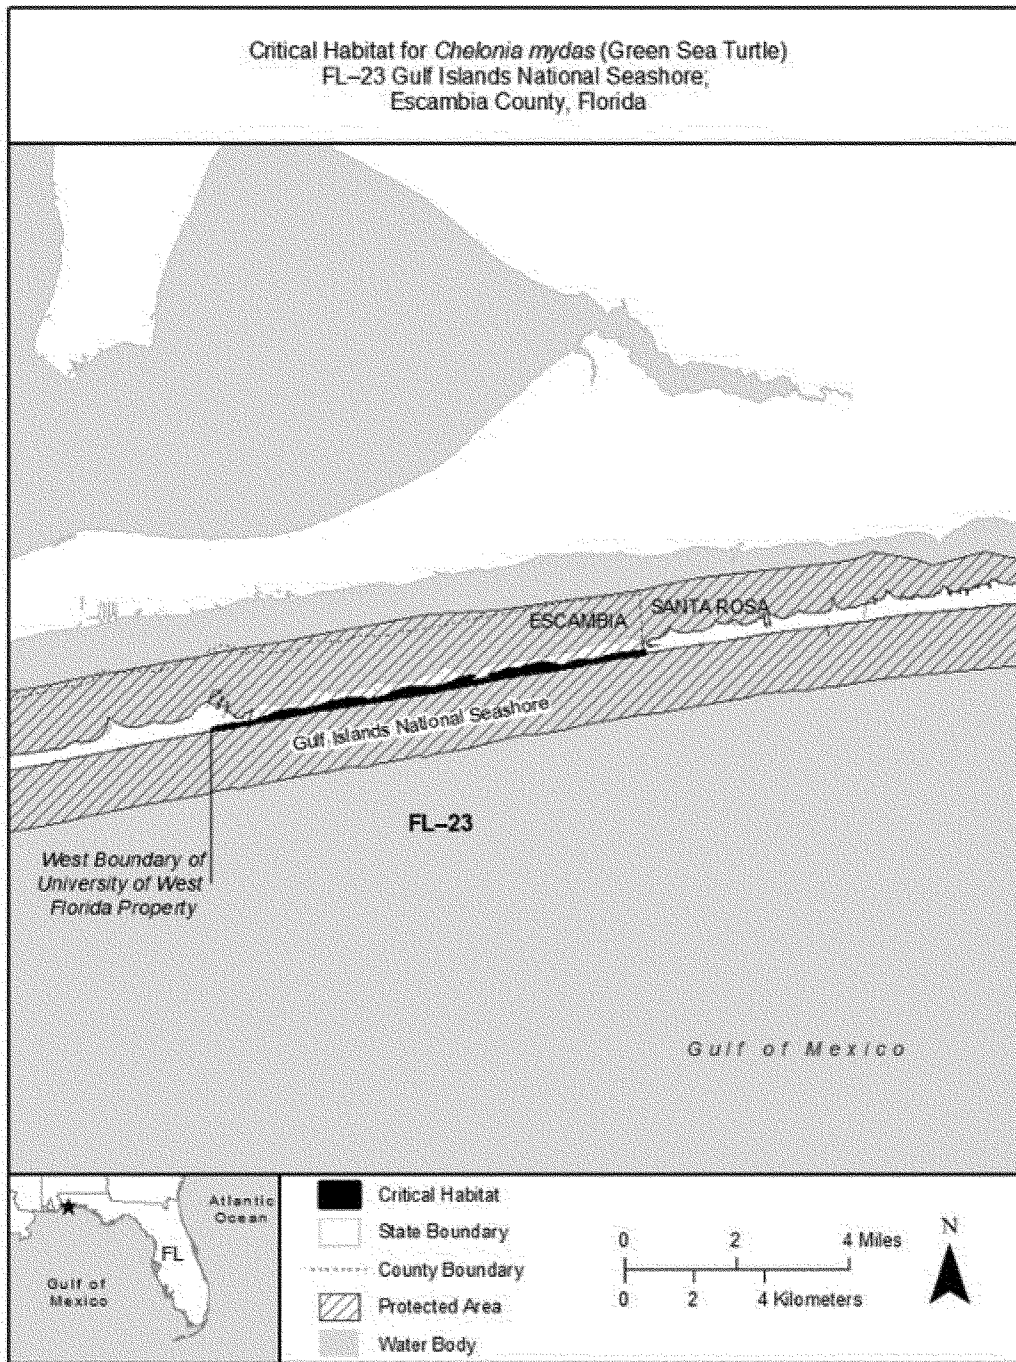 Critical Habitat for Chelonia mydas (Green Sea Turtle)
FL–23 Gulf Islands National Seashore;
Escambia County, Florida
ESCAMBIA
SANTA ROSA
Gulf Islands National Seashore
FL–23
West Boundary of
University of West
Florida Property
Gulf of Mexico
Atlantic
Ocean
FL
Gulf of
Mexico
Critical Habitat
State Boundary
County Boundary
Protected Area
Water Body
0 2 4 Miles
0 2 4 Kilometers
N